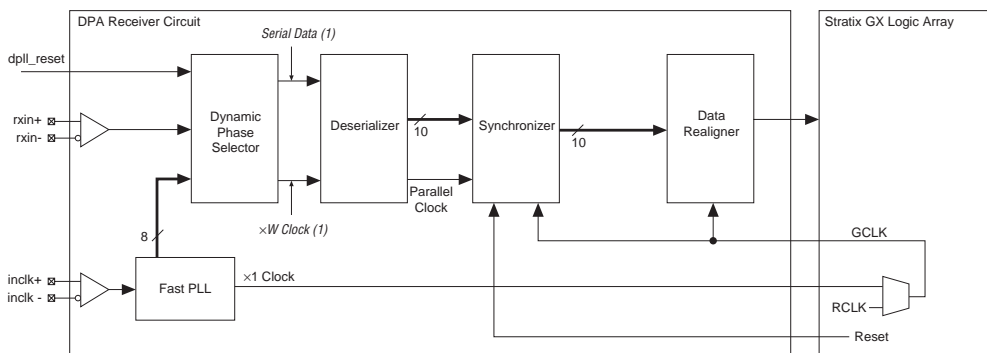 DPA Receiver Circuit
Stratix GX Logic Array
Serial Data (1)
dpll_reset
rxin+
rxin-
Dynamic
Phase
Selector
Deserializer
10
Synchronizer
10
Data
Realigner
Parallel
Clock
×W Clock (1)
8
GCLK
inclk+
inclk -
Fast PLL
×1 Clock
RCLK
Reset